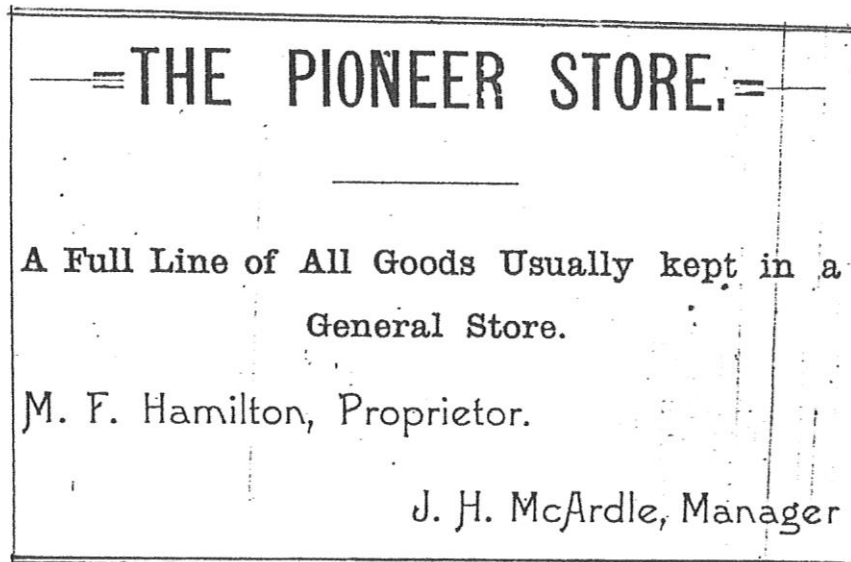 THE PIONEER STORE.
A Full Line of All Goods Usually kept in a
General Store.
M. F. Hamilton, Proprietor.
J. H. McArdle, Manager